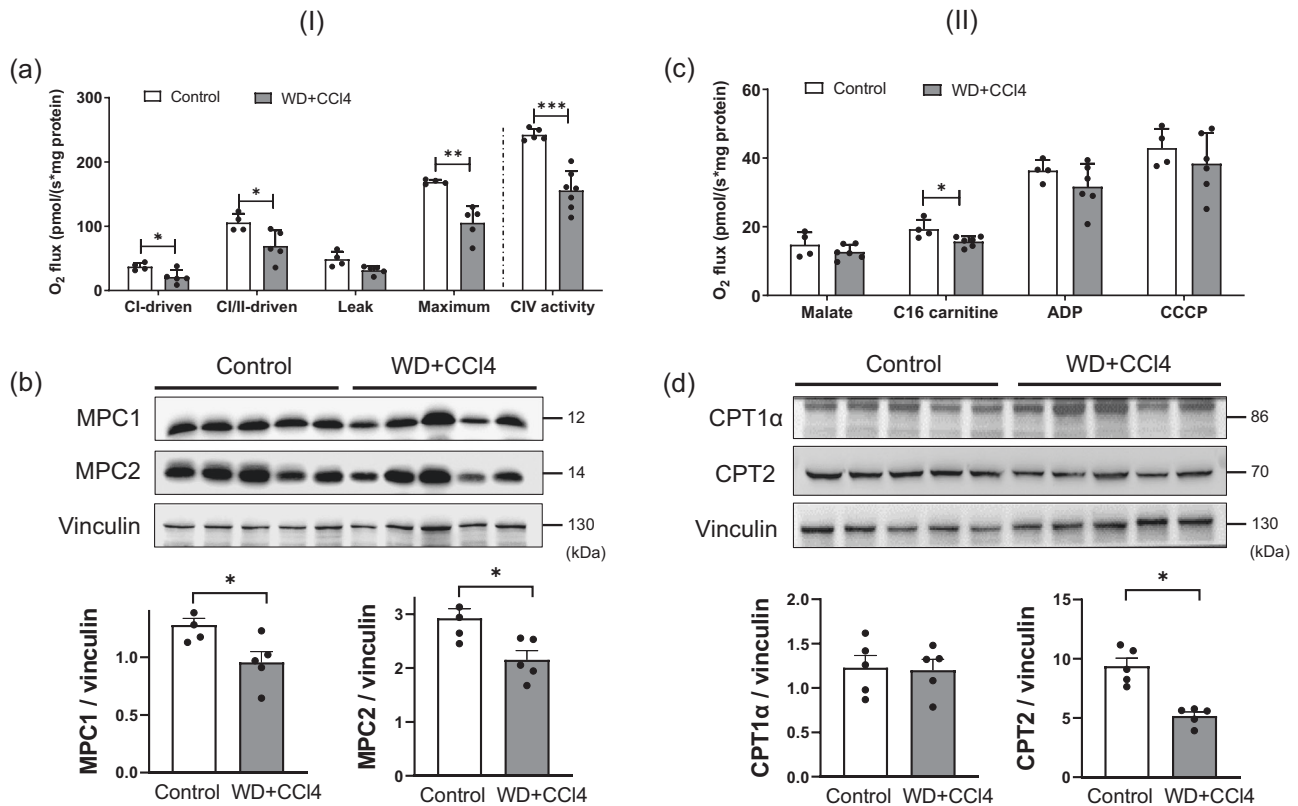 (I)
(a)
Control
WD+CCl4
O2 flux (pmol/(s*mg protein)
300
200
100
0
*
*
**
***
CI-driven
CI/II-driven
Leak
Maximum
CIV activity
(b)
Control
WD+CCl4
MPC1
12
MPC2
14
Vinculin
130
(kDa)
MPC1 / vinculin
1.0
0.5
0.0
*
Control
WD+CCl4
MPC2 / vinculin
3
2
1
0
*
Control
WD+CCl4
(II)
(c)
Control
WD+CCl4
O2 flux (pmol/(s*mg protein)
60
40
20
0
*
Malate
C16 carnitine
ADP
CCCP
(d)
Control
WD+CCl4
CPT1α
86
CPT2
70
Vinculin
130
(kDa)
CPT1α / vinculin
2.0
1.5
1.0
0.5
0.0
Control
WD+CCl4
CPT2 / vinculin
15
10
5
0
*
Control
WD+CCl4